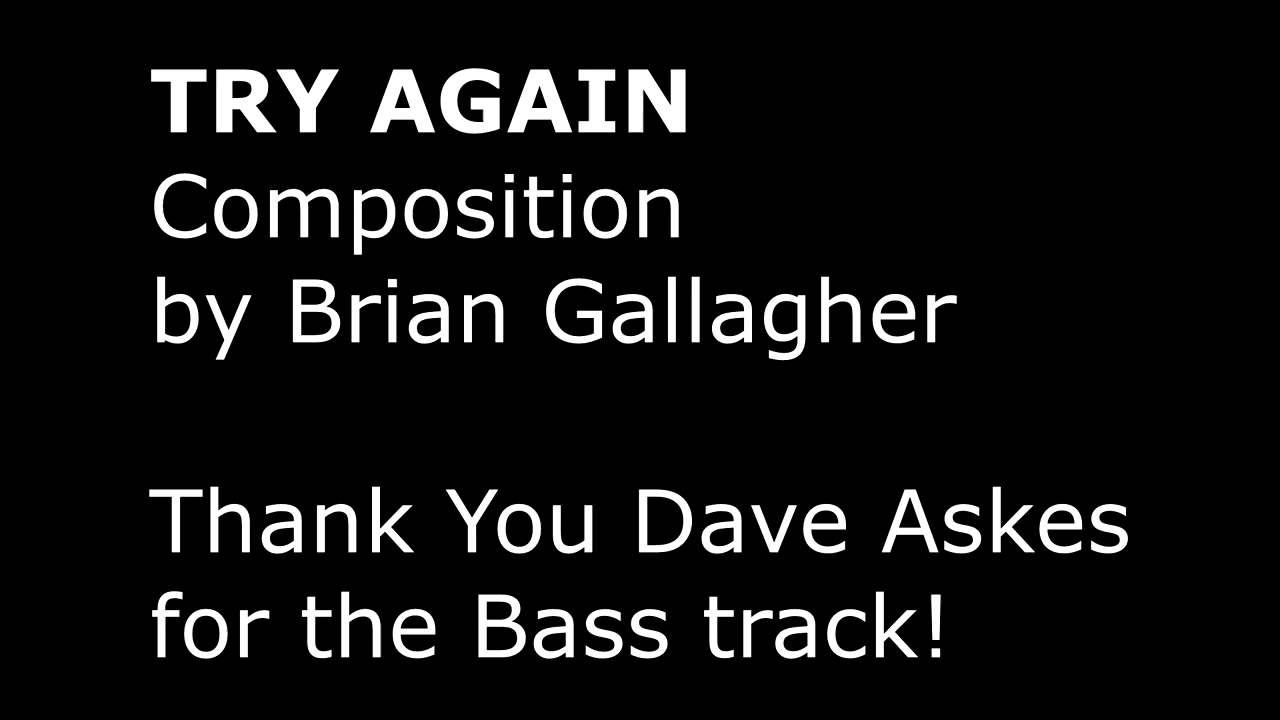 TRY AGAIN
Composition
by Brian Gallagher
Thank You Dave Askes
for the Bass track!